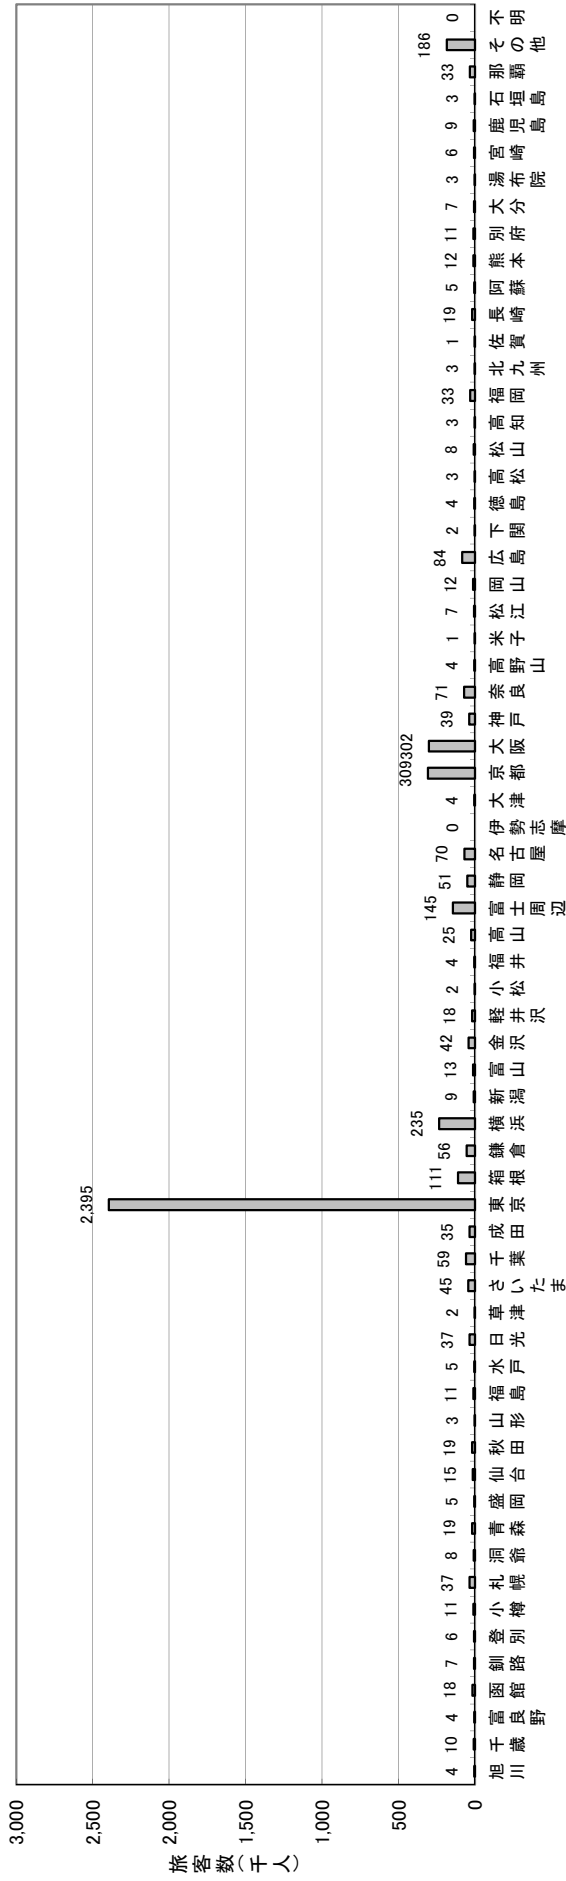 旅客数(千人)
3,000
2,500
2,000
1,500
1,000
500
0
4 旭川
10 千歳
4 富良野
18 函館
7 釧路
6 登別
11 小樽
37 札幌
8 洞爺
19 青森
5 盛岡
15 仙台
19 秋田
3 山形
11 福島
5 水戸
37 日光
2 草津
45 さいたま
59 千葉
35 成田
2,395 東京
111 箱根
56 鎌倉
235 横浜
9 新潟
13 富山
42 金沢
18 軽井沢
2 小松
4 福井
25 高山
145 富士周辺
51 静岡
70 名古屋
0 伊勢志摩
4 大津
309 京都
302 大阪
39 神戸
71 奈良
4 高野山
1 米子
7 松江
12 岡山
84 広島
2 下関
4 徳島
3 高松
8 松山
3 高知
33 福岡
3 北九州
1 佐賀
19 長崎
5 阿蘇
12 熊本
11 別府
7 大分
3 湯布院
6 宮崎
9 鹿児島
3 石垣島
33 那覇
186 その他
0 不明